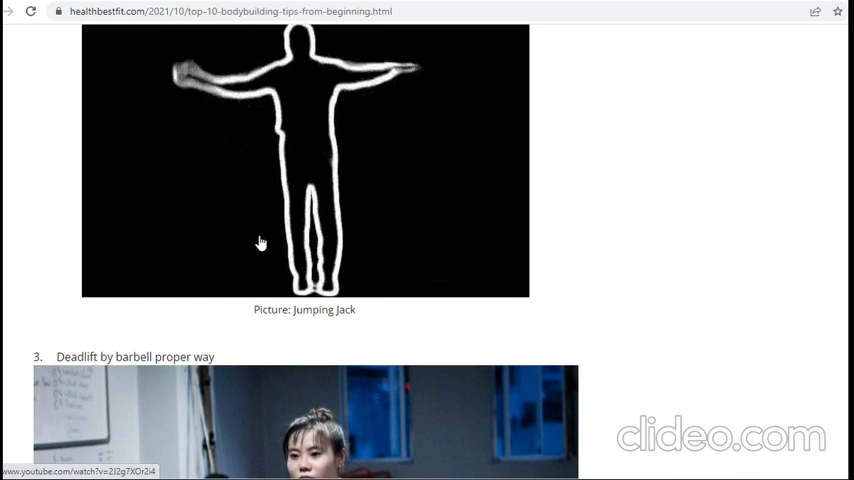 healthbestfit.com/2021/10/top-10-bodybuilding-tips-from-beginning.html
Picture: Jumping Jack
3. Deadlift by barbell proper way
clideo.com
www.youtube.com/watch?v=2J2g7XOr2i4